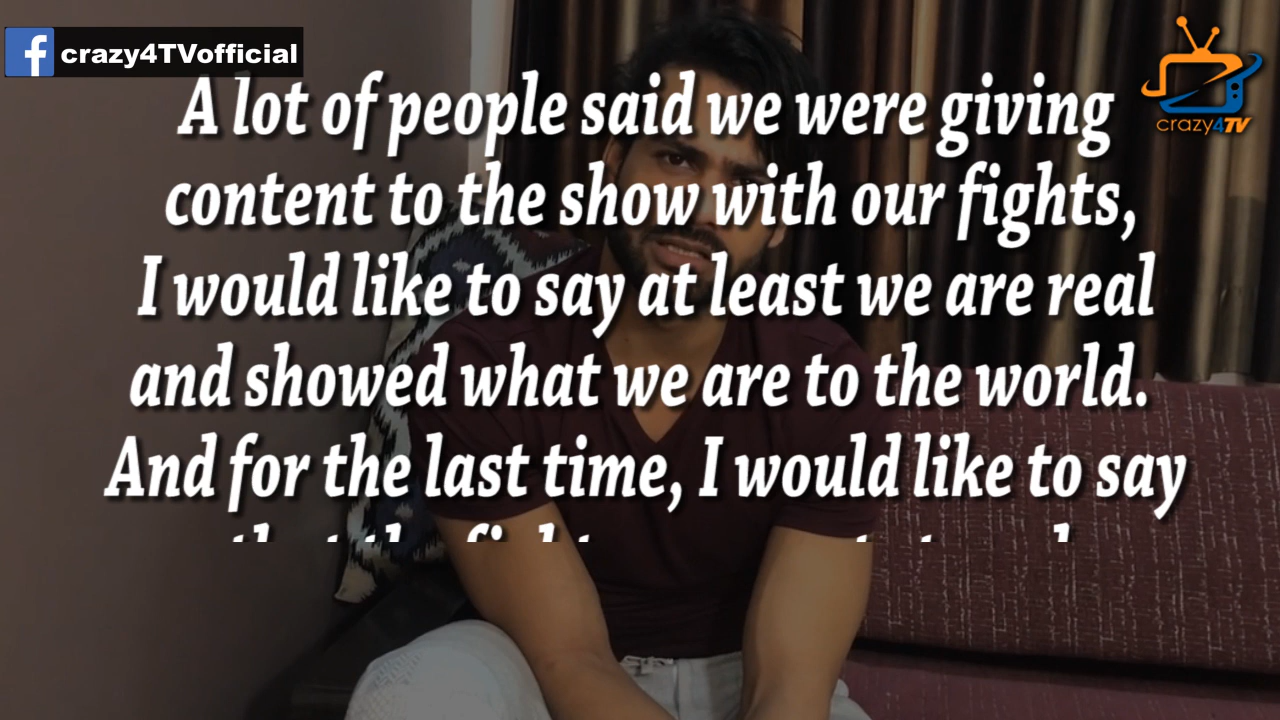 crazy4TVofficial
crazy4TV
A lot of people said we were giving
content to the show with our fights,
I would like to say at least we are real
and showed what we are to the world.
And for the last time, I would like to say